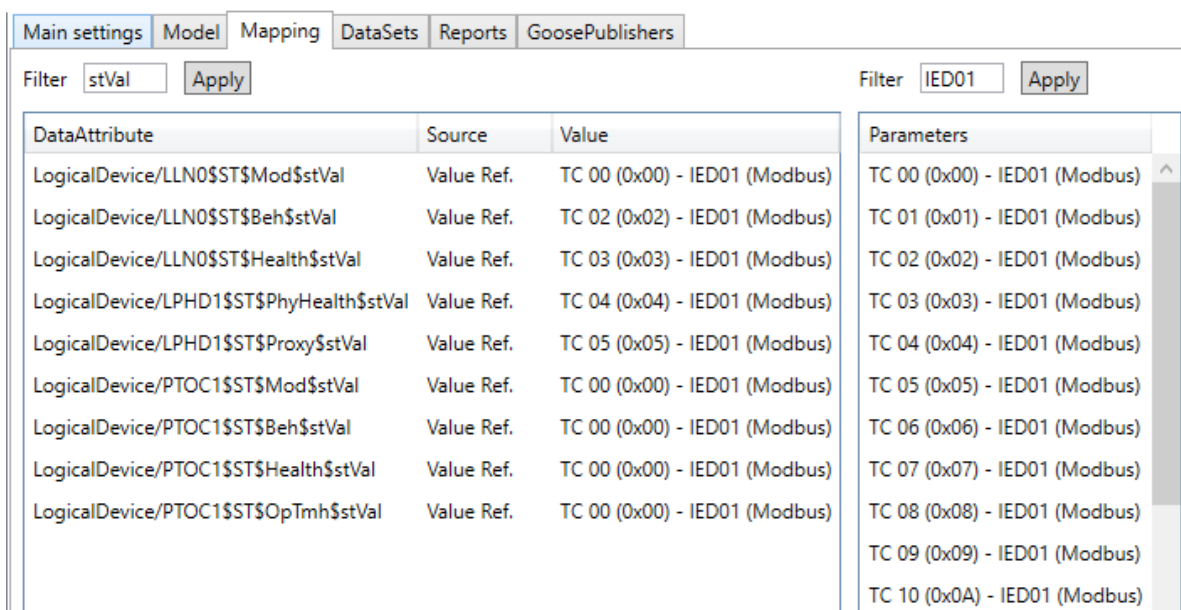 Main settings Model Mapping DataSets Reports GoosePublishers
Filter stVal Apply Filter IED01 Apply
DataAttribute Source Value Parameters
LogicalDevice/LLN0$ST$Mod$stVal Value Ref. TC 00 (0x00) - IED01 (Modbus) TC 00 (0x00) - IED01 (Modbus)
LogicalDevice/LLN0$ST$Beh$stVal Value Ref. TC 02 (0x02) - IED01 (Modbus) TC 01 (0x01) - IED01 (Modbus)
LogicalDevice/LLN0$ST$Health$stVal Value Ref. TC 03 (0x03) - IED01 (Modbus) TC 02 (0x02) - IED01 (Modbus)
LogicalDevice/LPHD1$ST$PhyHealth$stVal Value Ref. TC 04 (0x04) - IED01 (Modbus) TC 03 (0x03) - IED01 (Modbus)
LogicalDevice/LPHD1$ST$Proxy$stVal Value Ref. TC 05 (0x05) - IED01 (Modbus) TC 04 (0x04) - IED01 (Modbus)
LogicalDevice/PTOC1$ST$Mod$stVal Value Ref. TC 00 (0x00) - IED01 (Modbus) TC 05 (0x05) - IED01 (Modbus)
LogicalDevice/PTOC1$ST$Beh$stVal Value Ref. TC 00 (0x00) - IED01 (Modbus) TC 06 (0x06) - IED01 (Modbus)
LogicalDevice/PTOC1$ST$Health$stVal Value Ref. TC 00 (0x00) - IED01 (Modbus) TC 07 (0x07) - IED01 (Modbus)
LogicalDevice/PTOC1$ST$OpTmh$stVal Value Ref. TC 00 (0x00) - IED01 (Modbus) TC 08 (0x08) - IED01 (Modbus)
TC 09 (0x09) - IED01 (Modbus)
TC 10 (0x0A) - IED01 (Modbus)